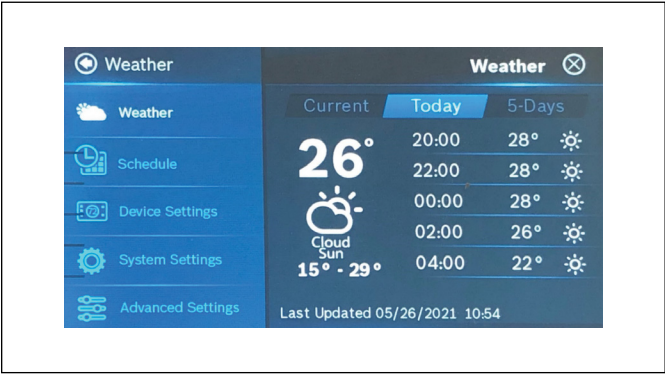 Weather
Weather
Weather
Schedule
72
Device Settings
System Settings
Advanced Settings
Current Today 5-Days
26°
Cloud
Sun
15° - 29°
20:00 28°
22:00 28°
00:00 28°
02:00 26°
04:00 22°
Last Updated 05/26/2021 10:54